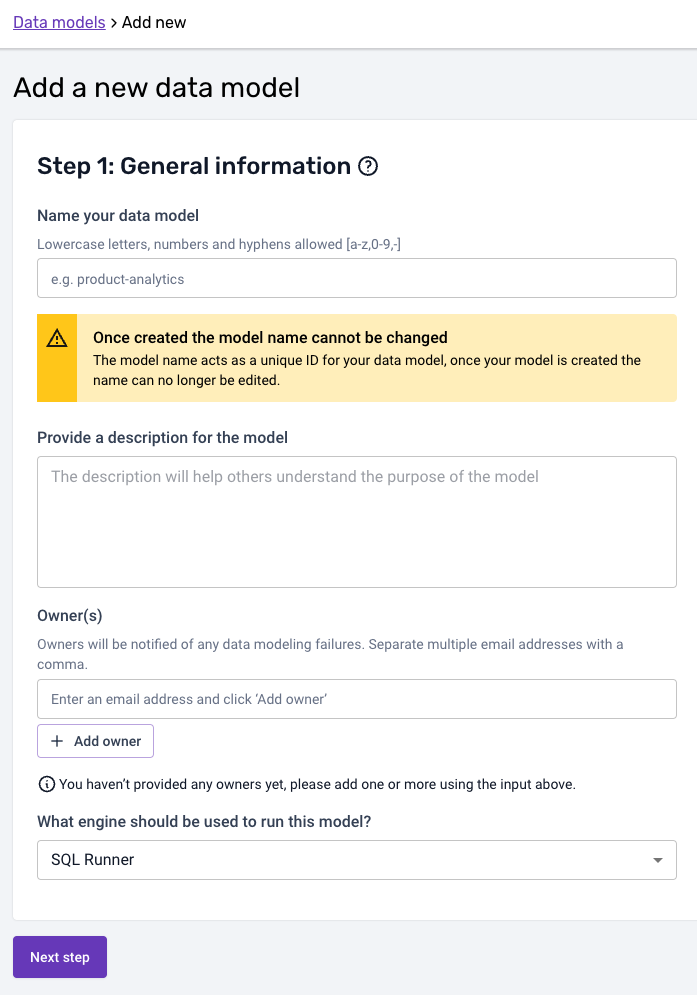 Data models > Add new
Add a new data model
Step 1: General information
Name your data model
Lowercase letters, numbers and hyphens allowed [a-z,0-9,-]
e.g. product-analytics
Once created the model name cannot be changed
The model name acts as a unique ID for your data model, once your model is created the
name can no longer be edited.
Provide a description for the model
The description will help others understand the purpose of the model
Owner(s)
Owners will be notified of any data modeling failures. Separate multiple email addresses with a
comma.
Enter an email address and click ‘Add owner’
+ Add owner
You haven’t provided any owners yet, please add one or more using the input above.
What engine should be used to run this model?
SQL Runner
Next step